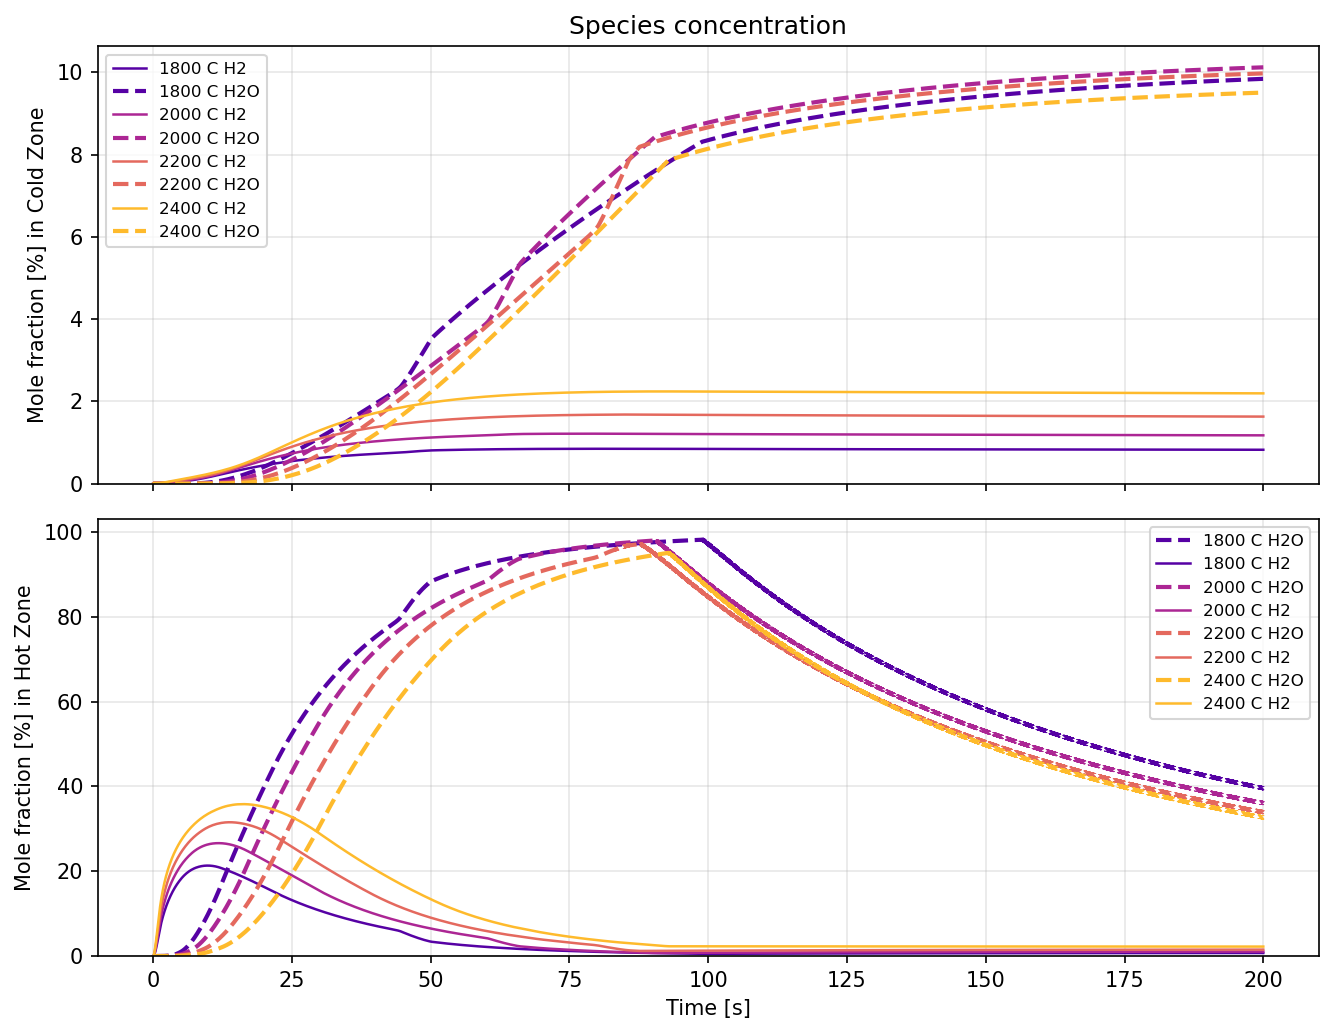 Species concentration
Mole fraction [%] in Cold Zone
10
8
6
4
2
0
1800 C H2
1800 C H2O
2000 C H2
2000 C H2O
2200 C H2
2200 C H2O
2400 C H2
2400 C H2O
Mole fraction [%] in Hot Zone
100
80
60
40
20
0
1800 C H2O
1800 C H2
2000 C H2O
2000 C H2
2200 C H2O
2200 C H2
2400 C H2O
2400 C H2
0 25 50 75 100 125 150 175 200
Time [s]